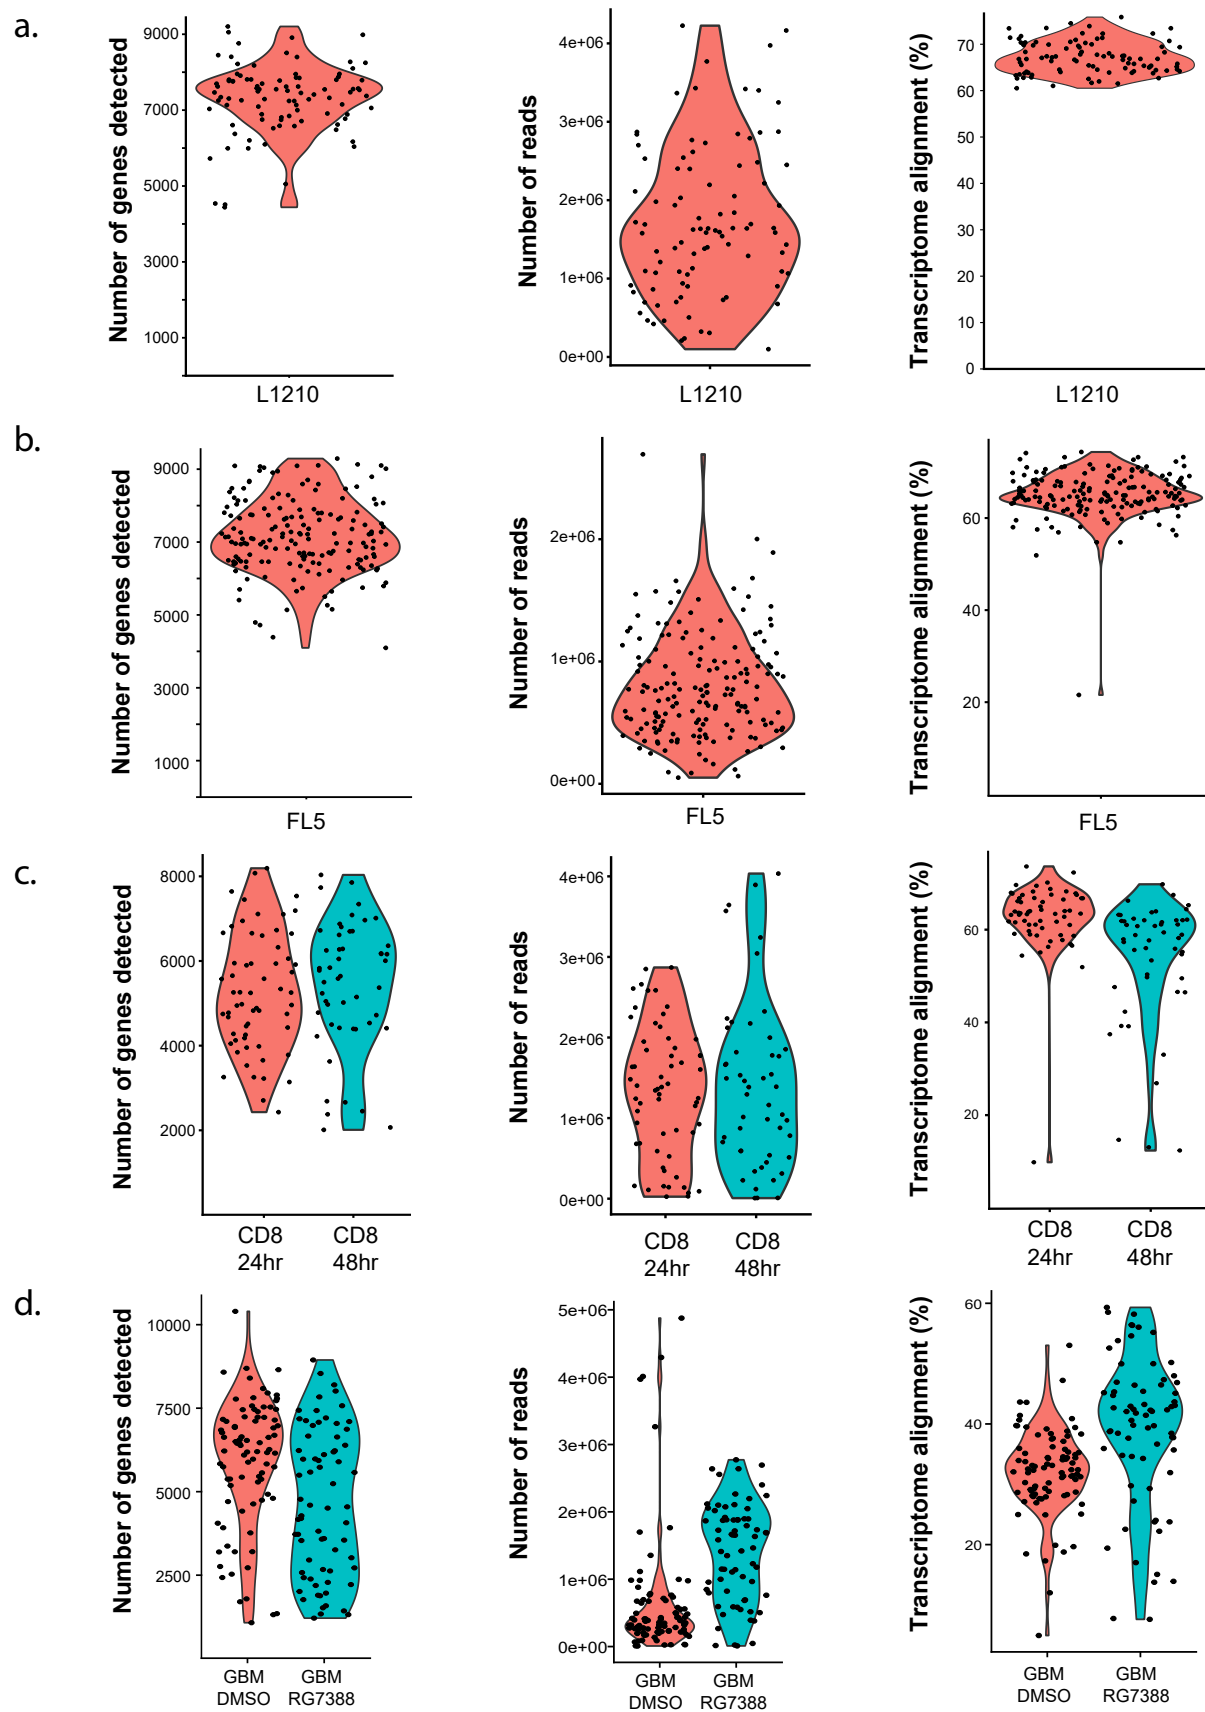 a.
Number of genes detected
9000
7000
5000
3000
1000
L1210
Number of reads
4e+06
3e+06
2e+06
1e+06
0e+00
L1210
Transcriptome alignment (%)
70
60
50
40
30
20
10
0
L1210
b.
Number of genes detected
9000
7000
5000
3000
1000
FL5
Number of reads
2e+06
1e+06
0e+00
FL5
Transcriptome alignment (%)
60
40
20
FL5
c.
Number of genes detected
8000
6000
4000
2000
CD8
24hr
CD8
48hr
Number of reads
4e+06
3e+06
2e+06
1e+06
0e+00
CD8
24hr
CD8
48hr
Transcriptome alignment (%)
60
40
20
CD8
24hr
CD8
48hr
d.
Number of genes detected
10000
7500
5000
2500
GBM
DMSO
GBM
RG7388
Number of reads
5e+06
4e+06
3e+06
2e+06
1e+06
0e+00
GBM
DMSO
GBM
RG7388
Transcriptome alignment (%)
60
40
20
GBM
DMSO
GBM
RG7388